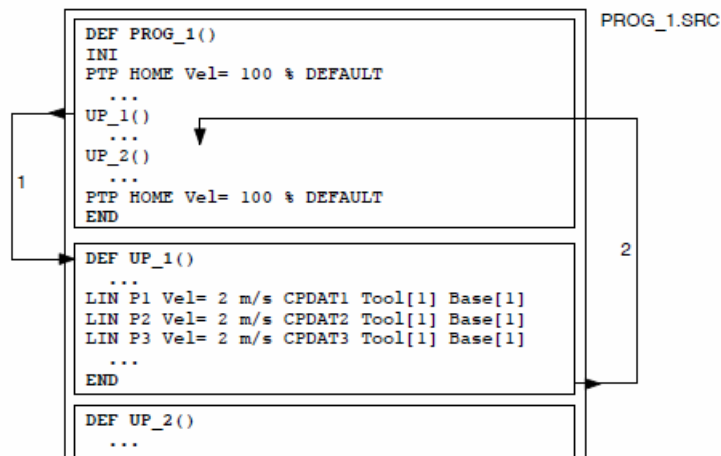 PROG_1.SRC
DEF PROG_1()
INI
PTP HOME Vel= 100 % DEFAULT
...
UP_1()
...
UP_2()
...
PTP HOME Vel= 100 % DEFAULT
END
1
2
DEF UP_1()
...
LIN P1 Vel= 2 m/s CPDAT1 Tool[1] Base[1]
LIN P2 Vel= 2 m/s CPDAT2 Tool[1] Base[1]
LIN P3 Vel= 2 m/s CPDAT3 Tool[1] Base[1]
...
END
DEF UP_2()
...